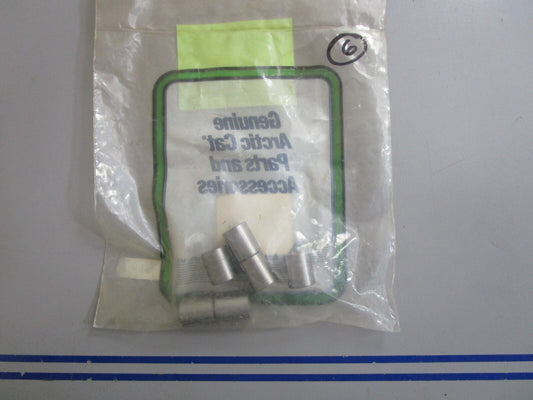 6
Genuine
Arctic Cat®
Parts and
Accessories